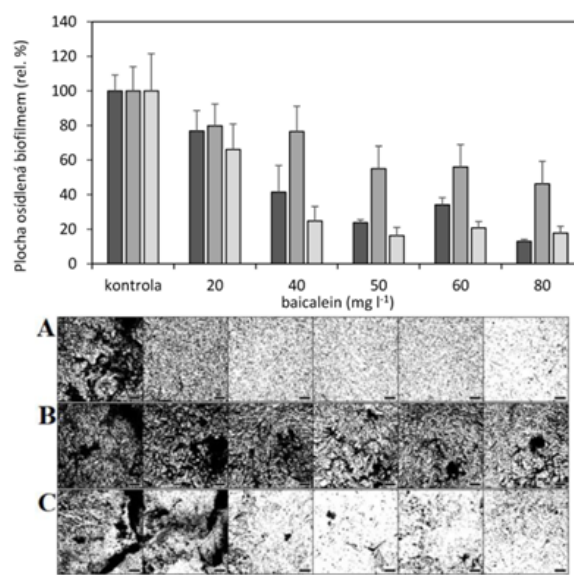 Plocha osídlená biofilmem (rel. %)
140
120
100
80
60
40
20
0
kontrola 20 40 50 60 80
baicalein (mg l⁻¹)
A
B
C